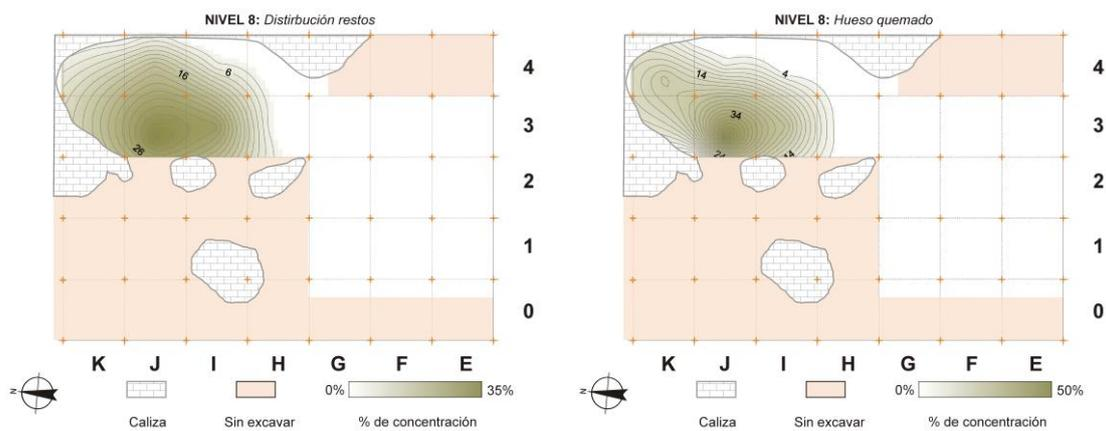 NIVEL 8: Distirbución restos
16
6
26
4
3
2
1
0
K J I H G F E
N
0% 35%
Caliza
Sin excavar
% de concentración
NIVEL 8: Hueso quemado
14
4
34
24
14
4
3
2
1
0
K J I H G F E
N
0% 50%
Caliza
Sin excavar
% de concentración